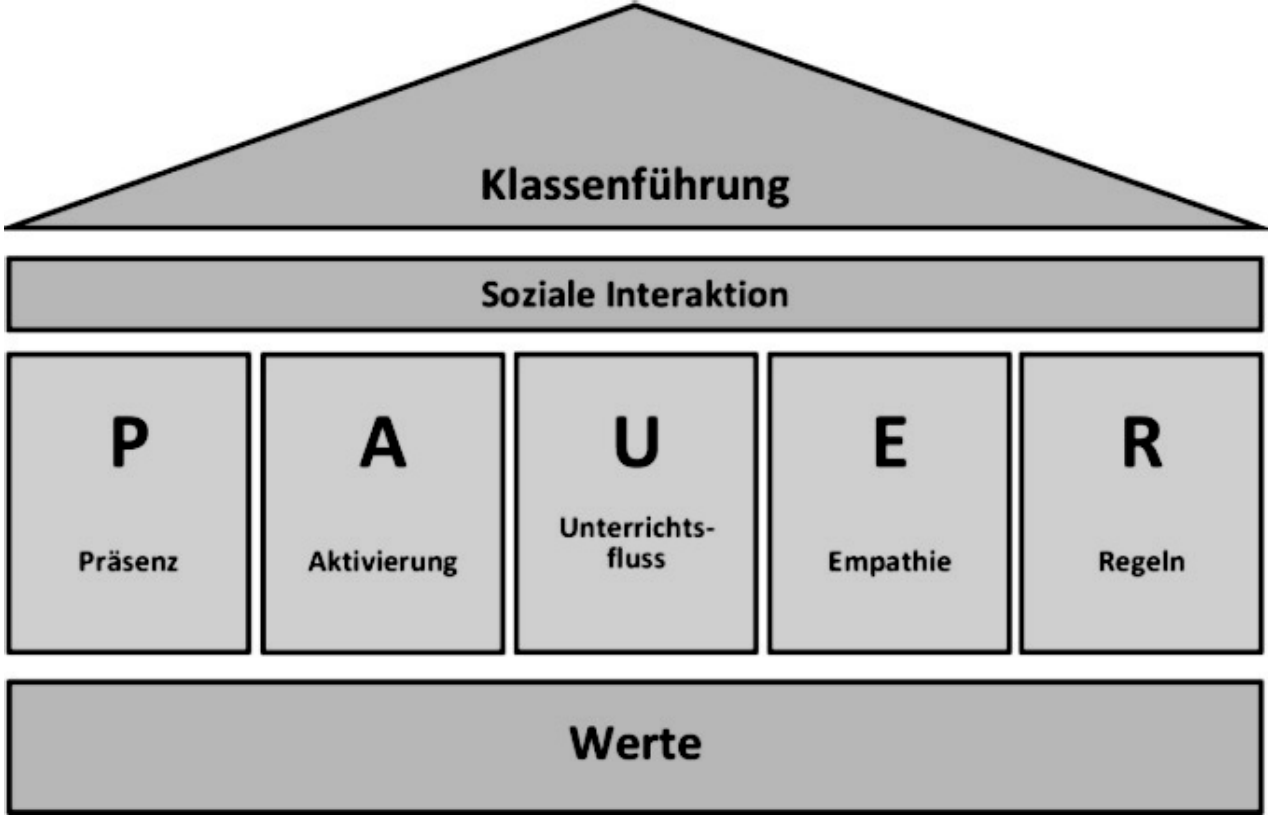 Klassenführung
Soziale Interaktion
P
A
U
E
R
Präsenz
Aktivierung
Unterrichts-
fluss
Empathie
Regeln
Werte